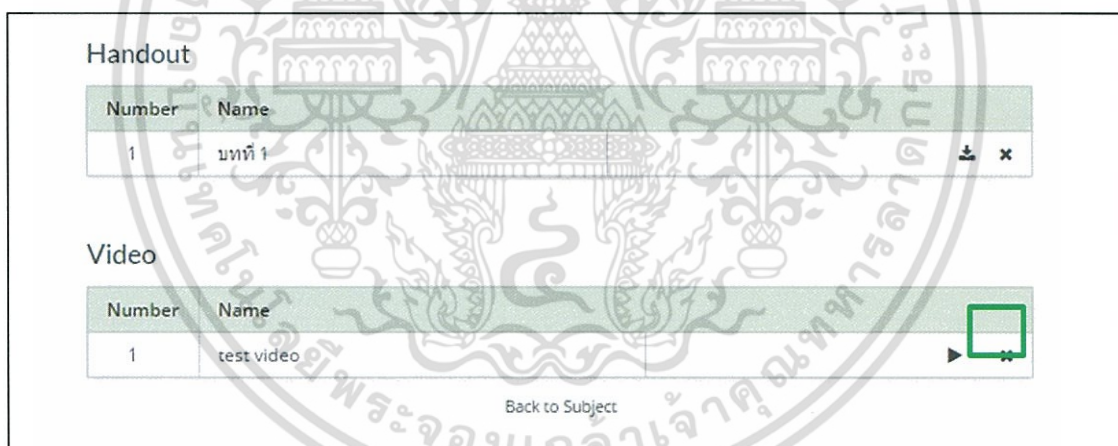 Handout
Number Name
1 บทที่ 1
Video
Number Name
1 test video
Back to Subject